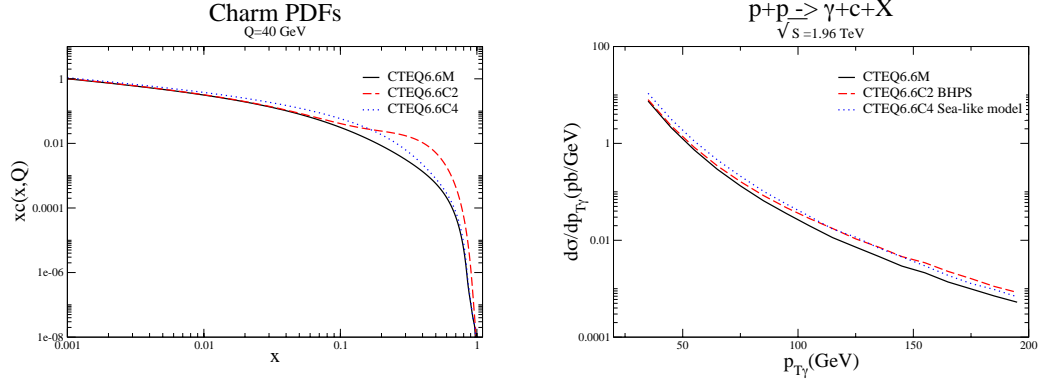 Charm PDFs
Q=40 GeV
CTEQ6.6M
CTEQ6.6C2
CTEQ6.6C4
xc(x,Q)
1
0.01
0.0001
1e-06
1e-08
0.001
0.01
0.1
1
x
p+p -> γ+c+X
√S =1.96 TeV
CTEQ6.6M
CTEQ6.6C2 BHPS
CTEQ6.6C4 Sea-like model
dσ/dp_Tγ(pb/GeV)
100
1
0.01
0.0001
50
100
150
200
p_Tγ(GeV)